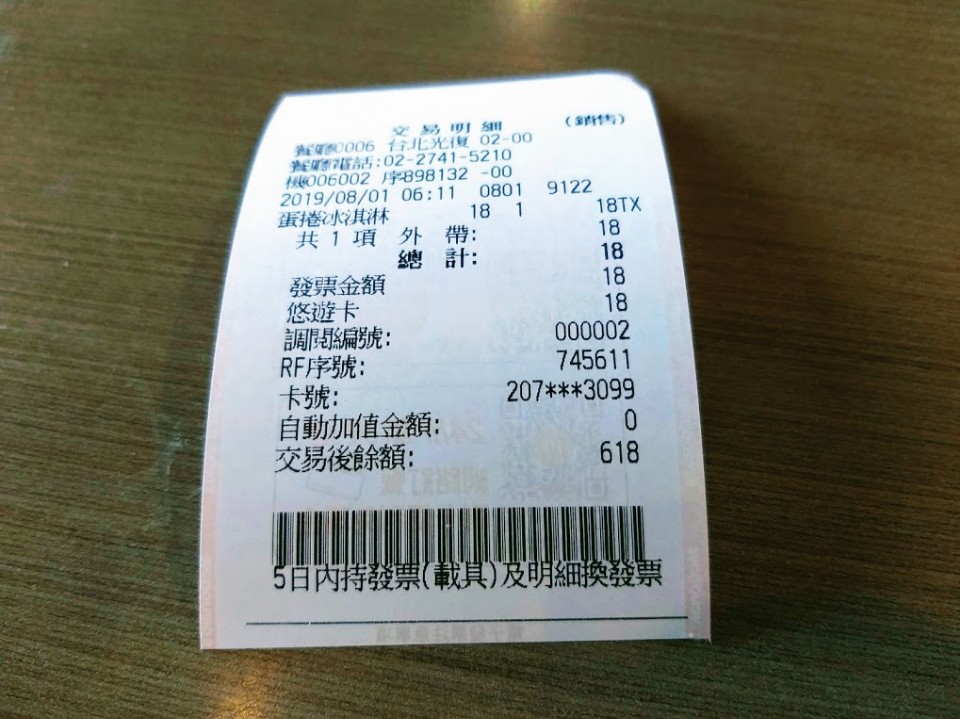 交易明細 (銷售)
餐廳0006 台北光復 02-00
餐廳電話:02-2741-5210
機006002 序898132 -00
2019/08/01 06:11 0801 9122
蛋捲冰淇淋 18 1 18TX
共 1 項 外 帶: 18
總 計: 18
發票金額 18
悠遊卡 18
調閱編號: 000002
RF序號: 745611
卡號: 207***3099
自動加值金額: 0
交易後餘額: 618
5日內持發票(載具)及明細換發票